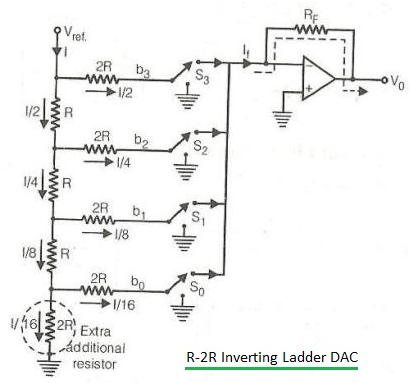 Vref.
I
RF
2R
b3
S3
If
I/2
I/2
R
V0
2R
b2
S2
I/4
I/4
R
2R
b1
S1
I/8
I/8
R
2R
b0
S0
I/16
I/16
2R
Extra
additional
resistor
R-2R Inverting Ladder DAC